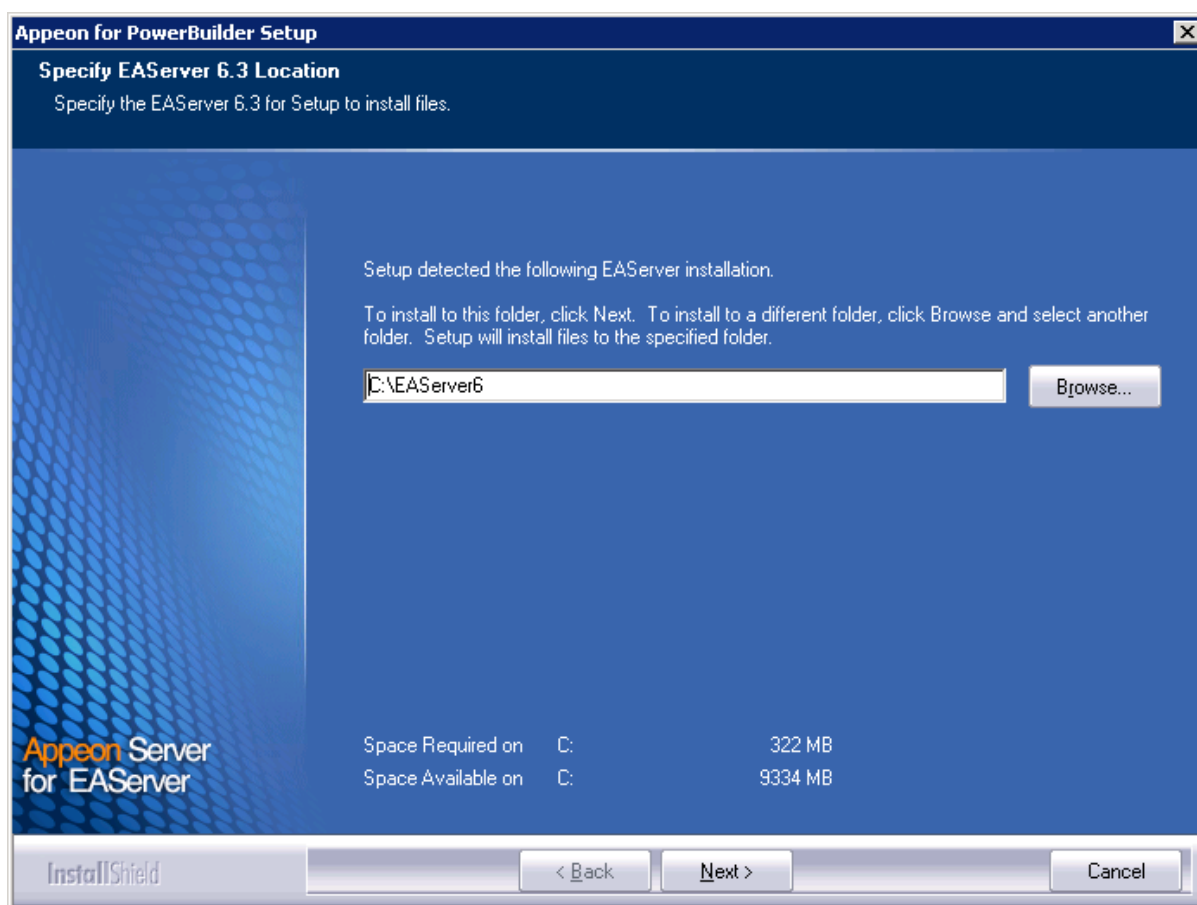 Appeon for PowerBuilder Setup
Specify EAServer 6.3 Location
Specify the EAServer 6.3 for Setup to install files.
Setup detected the following EAServer installation.
To install to this folder, click Next. To install to a different folder, click Browse and select another
folder. Setup will install files to the specified folder.
C:\EAServer6
Browse...
Space Required on C: 322 MB
Space Available on C: 9334 MB
Appeon Server
for EAServer
InstallShield
< Back
Next >
Cancel